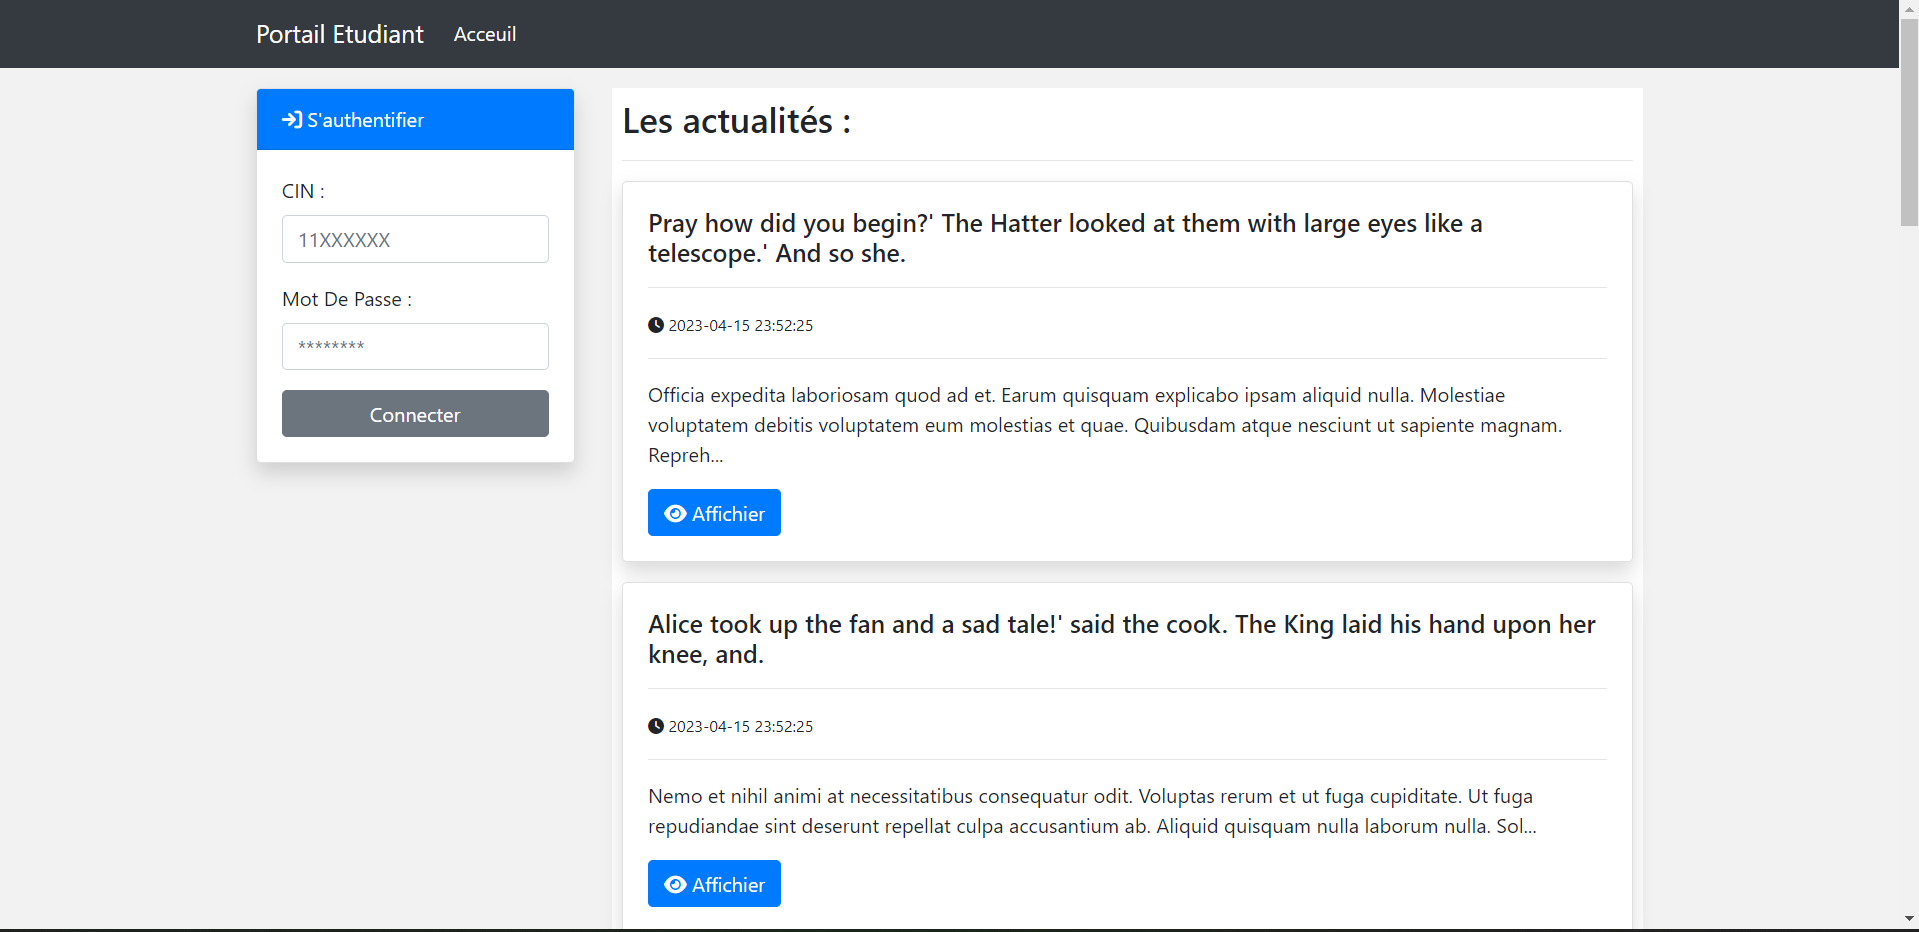 Portail Etudiant Acceuil
S'authentifier
CIN :
11XXXXXX
Mot De Passe :
********
Connecter
Les actualités :
Pray how did you begin?' The Hatter looked at them with large eyes like a
telescope.' And so she.
2023-04-15 23:52:25
Officia expedita laboriosam quod ad et. Earum quisquam explicabo ipsam aliquid nulla. Molestiae
voluptatem debitis voluptatem eum molestias et quae. Quibusdam atque nesciunt ut sapiente magnam.
Repreh...
Affichier
Alice took up the fan and a sad tale!' said the cook. The King laid his hand upon her
knee, and.
2023-04-15 23:52:25
Nemo et nihil animi at necessitatibus consequatur odit. Voluptas rerum et ut fuga cupiditate. Ut fuga
repudiandae sint deserunt repellat culpa accusantium ab. Aliquid quisquam nulla laborum nulla. Sol...
Affichier